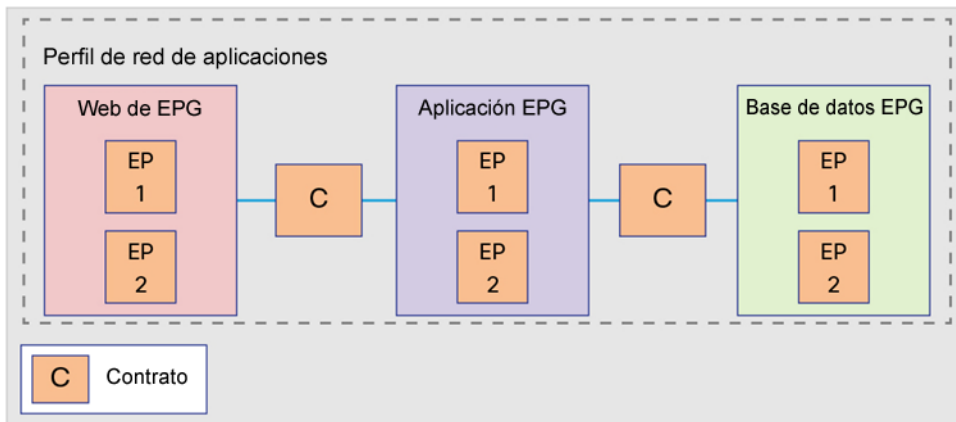 Perfil de red de aplicaciones
Web de EPG
EP
1
EP
2
C
Aplicación EPG
EP
1
EP
2
C
Base de datos EPG
EP
1
EP
2
C
Contrato